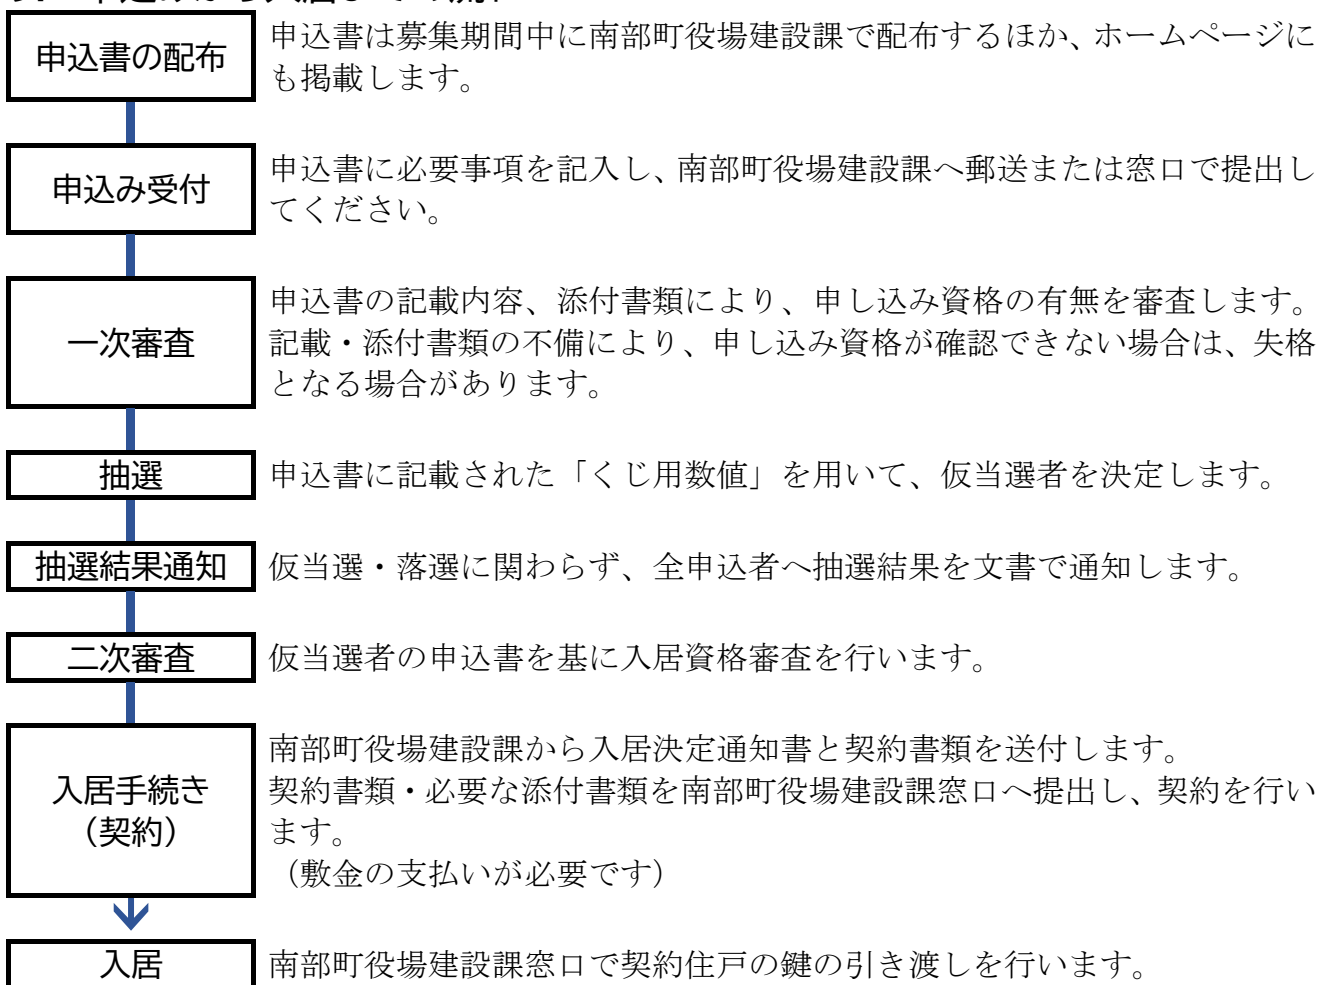 申込書の配布
申込書は募集期間中に南部町役場建設課で配布するほか、ホームページに
も掲載します。
申込み受付
申込書に必要事項を記入し、南部町役場建設課へ郵送または窓口で提出し
てください。
一次審査
申込書の記載内容、添付書類により、申し込み資格の有無を審査します。
記載・添付書類の不備により、申し込み資格が確認できない場合は、失格
となる場合があります。
抽選
申込書に記載された「くじ用数値」を用いて、仮当選者を決定します。
抽選結果通知
仮当選・落選に関わらず、全申込者へ抽選結果を文書で通知します。
二次審査
仮当選者の申込書を基に入居資格審査を行います。
入居手続き
（契約）
南部町役場建設課から入居決定通知書と契約書類を送付します。
契約書類・必要な添付書類を南部町役場建設課窓口へ提出し、契約を行い
ます。
（敷金の支払いが必要です）
入居
南部町役場建設課窓口で契約住戸の鍵の引き渡しを行います。